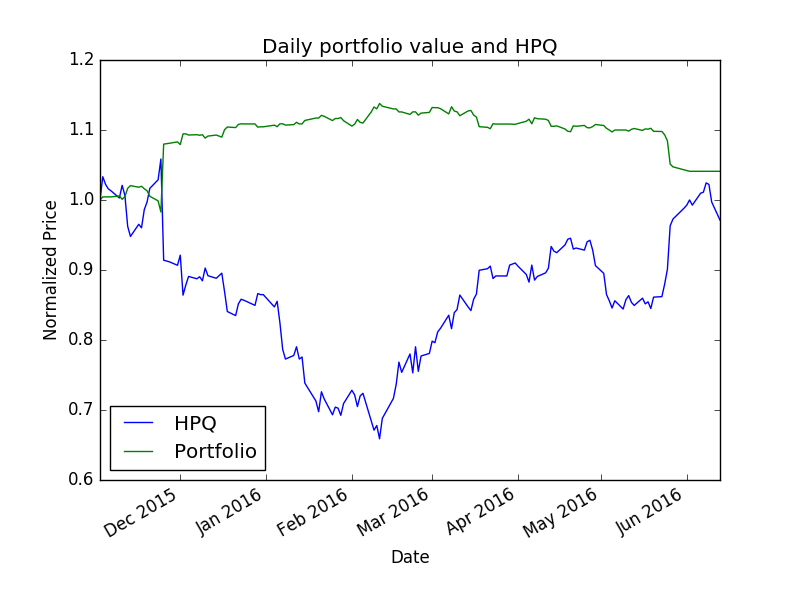 Daily portfolio value and HPQ
1.2
1.1
1.0
0.9
0.8
0.7
0.6
Normalized Price
HPQ
Portfolio
Dec 2015
Jan 2016
Feb 2016
Mar 2016
Apr 2016
May 2016
Jun 2016
Date